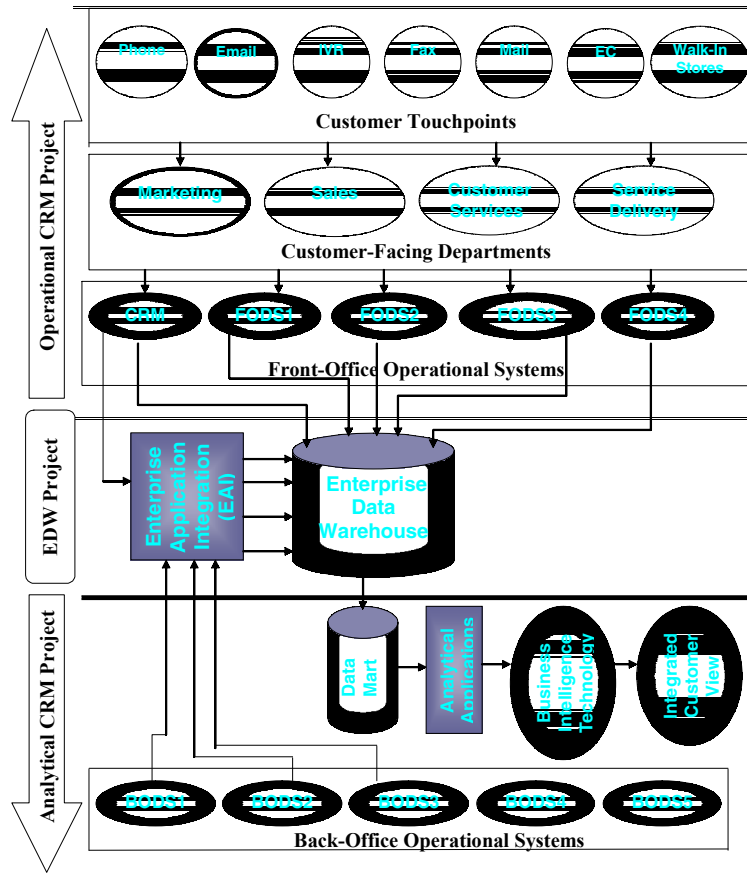 Phone
Email
IVR
Fax
Mail
EC
Walk-In
Stores
Customer Touchpoints
Marketing
Sales
Customer
Services
Service
Delivery
Customer-Facing Departments
CRM
FODS1
FODS2
FODS3
FODS4
Front-Office Operational Systems
Operational CRM Project
EDW Project
Enterprise
Application
Integration
(EAI)
Enterprise
Data
Warehouse
Analytical CRM Project
Data
Mart
Analytical
Applications
Business
Intelligence
Technology
Integrated
Customer
View
BODS1
BODS2
BODS3
BODS4
BODS5
Back-Office Operational Systems